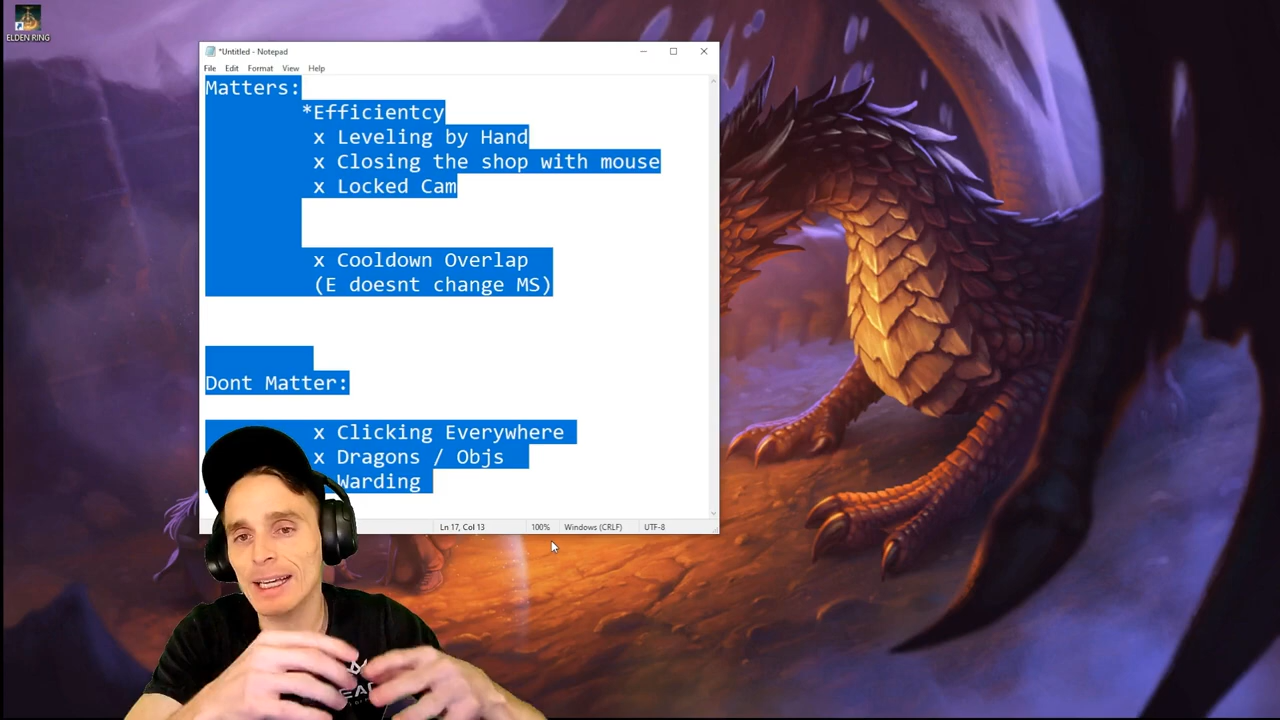 ELDEN RING
*Untitled - Notepad
File Edit Format View Help
Matters:
*Efficientcy
x Leveling by Hand
x Closing the shop with mouse
x Locked Cam
x Cooldown Overlap
(E doesnt change MS)
Dont Matter:
x Clicking Everywhere
x Dragons / Objs
Warding
Ln 17, Col 13 100% Windows (CRLF) UTF-8